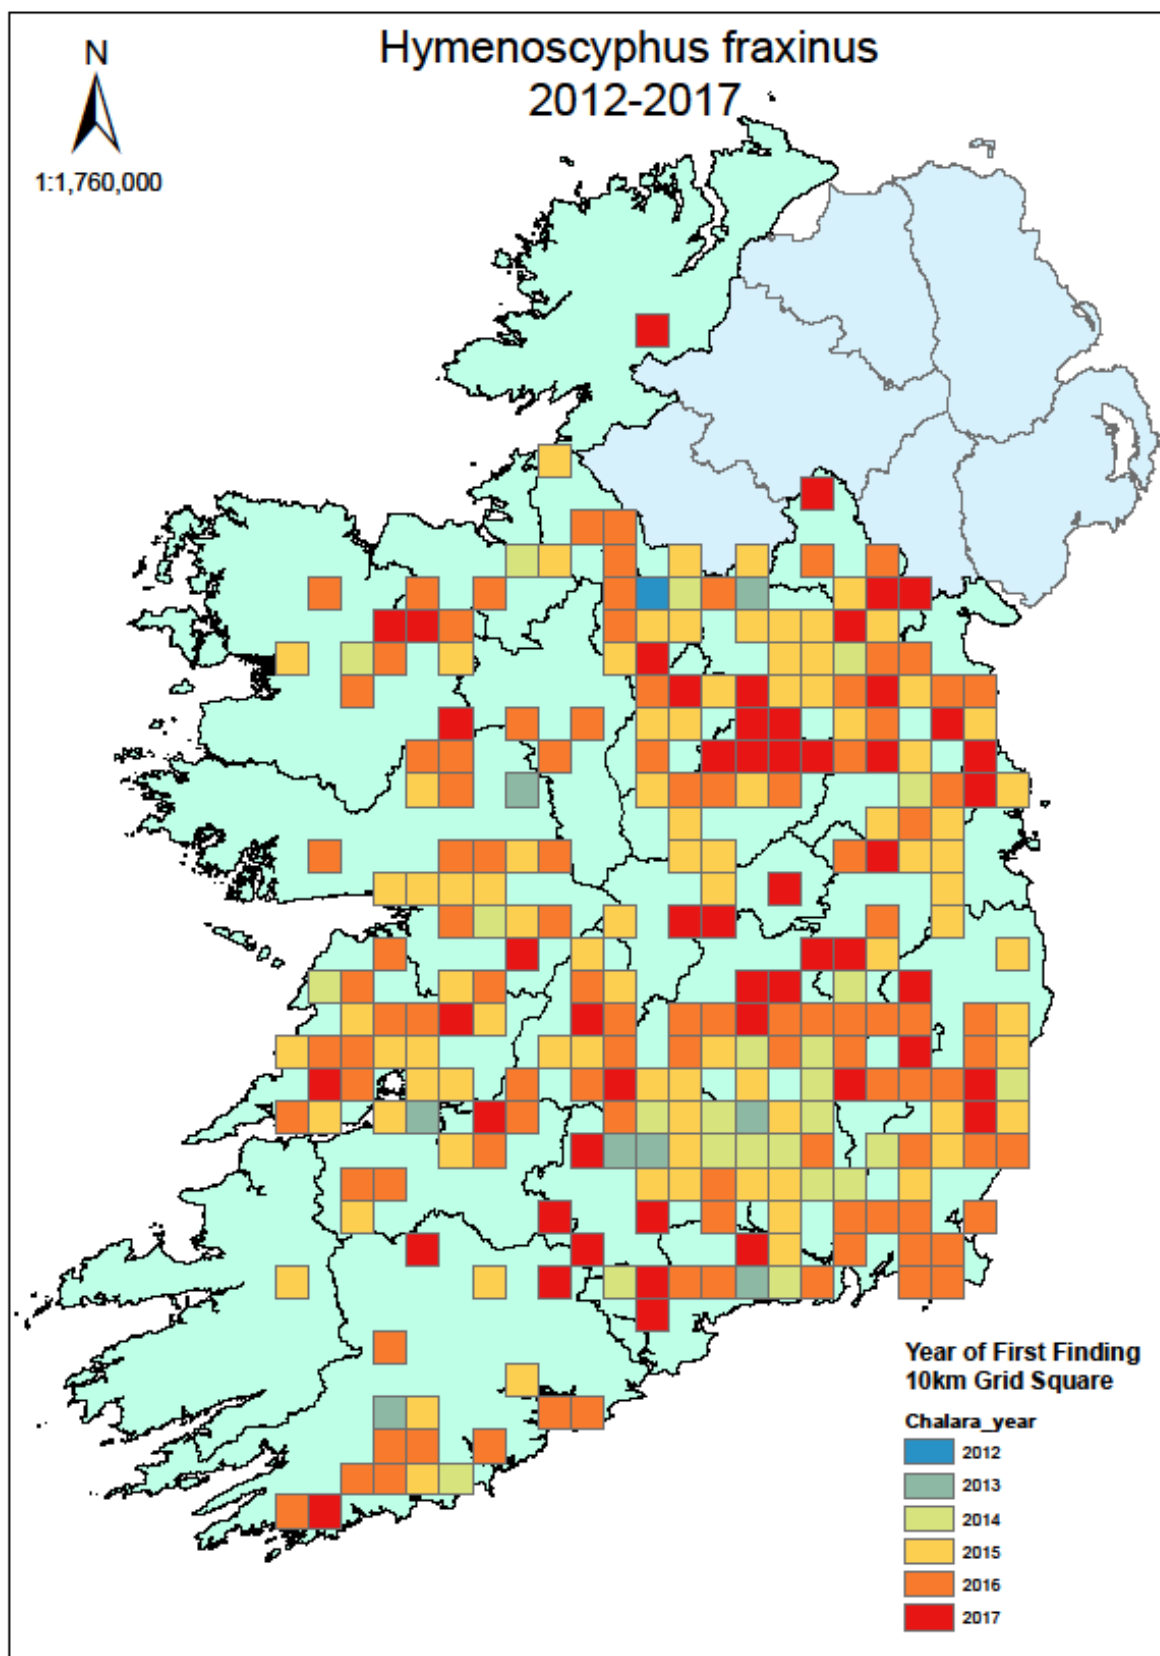 Hymenoscyphus fraxinus
2012-2017
N
1:1,760,000
Year of First Finding
10km Grid Square
Chalara_year
2012
2013
2014
2015
2016
2017